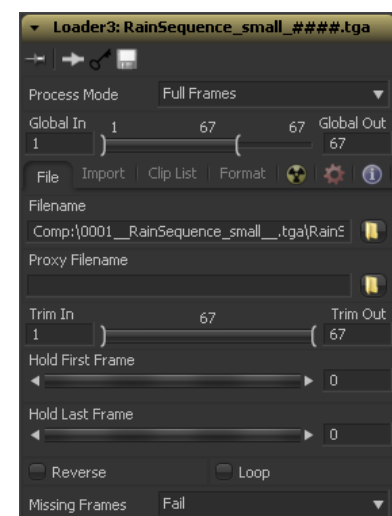 Loader3: RainSequence_small_####.tga
Process Mode Full Frames
Global In 1 67 67 Global Out
1 67
File Import Clip List Format
Filename
Comp:\0001__RainSequence_small__.tga\RainS
Proxy Filename
Trim In 67 Trim Out
1 67
Hold First Frame
0
Hold Last Frame
0
Reverse Loop
Missing Frames Fail